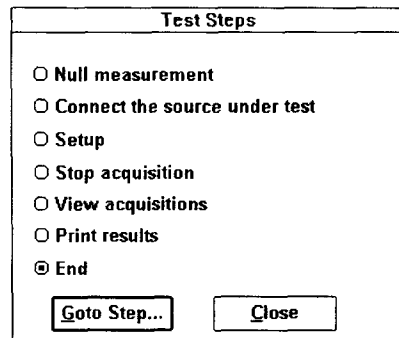 Test Steps
Null measurement
Connect the source under test
Setup
Stop acquisition
View acquisitions
Print results
End
Goto Step... Close